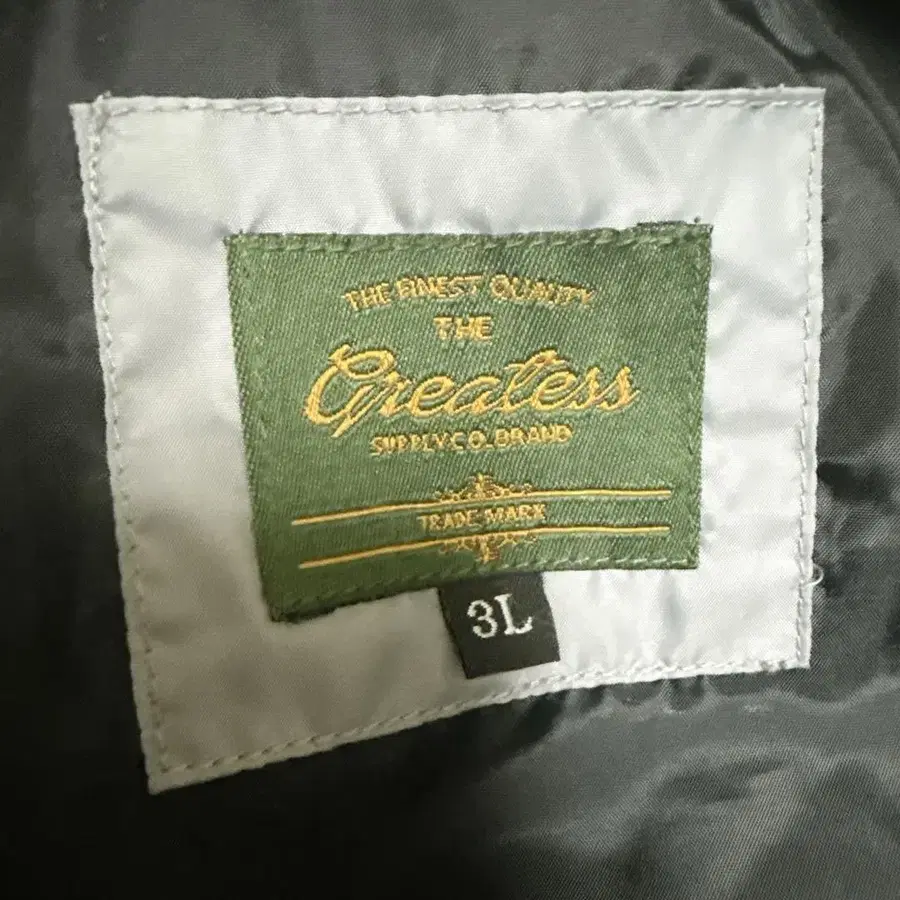 THE FINEST QUALITY
THE
Greatess
SUPPLY CO. BRAND
TRADE MARK
3L